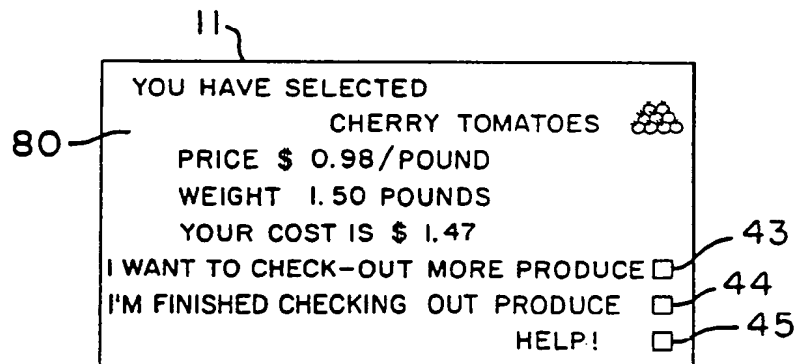 11
YOU HAVE SELECTED
CHERRY TOMATOES
80
PRICE $ 0.98/POUND
WEIGHT 1.50 POUNDS
YOUR COST IS $ 1.47
I WANT TO CHECK-OUT MORE PRODUCE 43
I'M FINISHED CHECKING OUT PRODUCE 44
HELP! 45